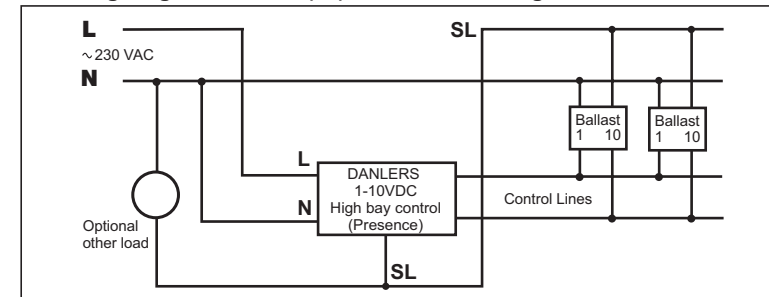 L
SL
~230 VAC
N
Ballast
1 10
Ballast
1 10
L
DANLERS
1-10VDC
High bay control
(Presence)
N
Control Lines
Optional
other load
SL